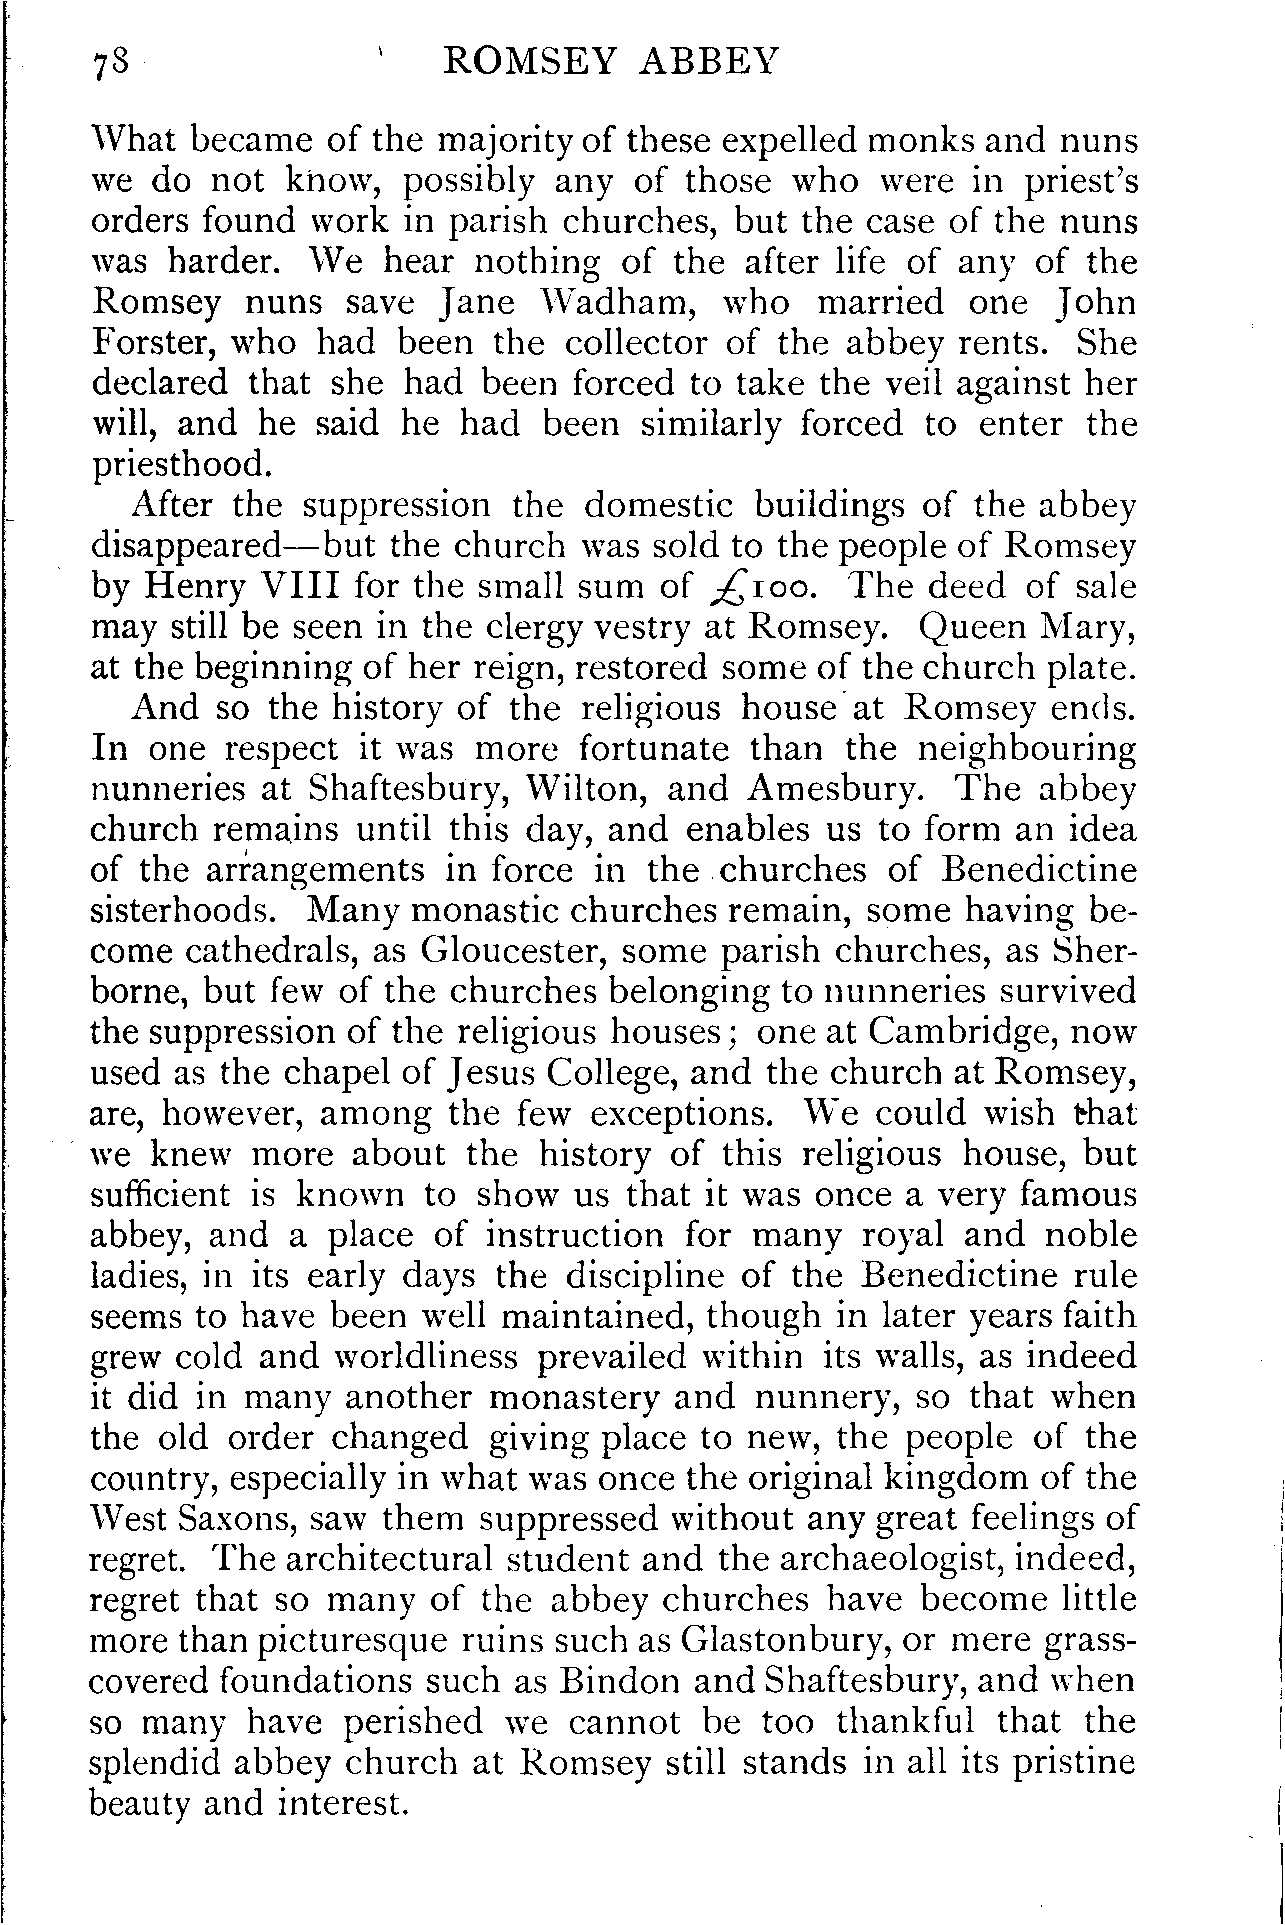 78 ROMSEY ABBEY
What became of the majority of these expelled monks and nuns
we do not know, possibly any of those who were in priest's
orders found work in parish churches, but the case of the nuns
was harder. We hear nothing of the after life of any of the
Romsey nuns save Jane Wadham, who married one John
Forster, who had been the collector of the abbey rents. She
declared that she had been forced to take the veil against her
will, and he said he had been similarly forced to enter the
priesthood.
After the suppression the domestic buildings of the abbey
disappeared—but the church was sold to the people of Romsey
by Henry VIII for the small sum of £100. The deed of sale
may still be seen in the clergy vestry at Romsey. Queen Mary,
at the beginning of her reign, restored some of the church plate.
And so the history of the religious house at Romsey ends.
In one respect it was more fortunate than the neighbouring
nunneries at Shaftesbury, Wilton, and Amesbury. The abbey
church remains until this day, and enables us to form an idea
of the arrangements in force in the churches of Benedictine
sisterhoods. Many monastic churches remain, some having be-
come cathedrals, as Gloucester, some parish churches, as Sher-
borne, but few of the churches belonging to nunneries survived
the suppression of the religious houses; one at Cambridge, now
used as the chapel of Jesus College, and the church at Romsey,
are, however, among the few exceptions. We could wish that
we knew more about the history of this religious house, but
sufficient is known to show us that it was once a very famous
abbey, and a place of instruction for many royal and noble
ladies, in its early days the discipline of the Benedictine rule
seems to have been well maintained, though in later years faith
grew cold and worldliness prevailed within its walls, as indeed
it did in many another monastery and nunnery, so that when
the old order changed giving place to new, the people of the
country, especially in what was once the original kingdom of the
West Saxons, saw them suppressed without any great feelings of
regret. The architectural student and the archaeologist, indeed,
regret that so many of the abbey churches have become little
more than picturesque ruins such as Glastonbury, or mere grass-
covered foundations such as Bindon and Shaftesbury, and when
so many have perished we cannot be too thankful that the
splendid abbey church at Romsey still stands in all its pristine
beauty and interest.